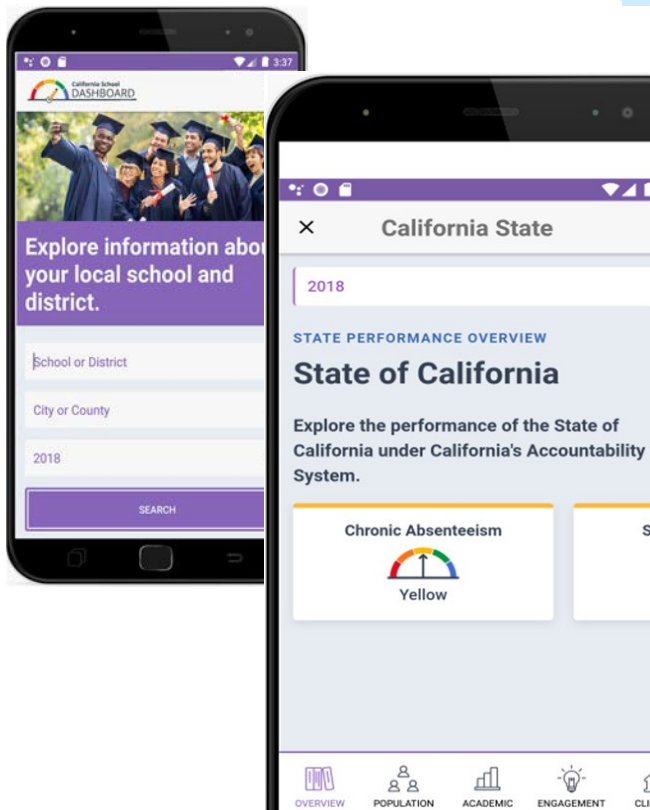 3:37
California School
DASHBOARD
Explore information
your local school and
district.
School or District
City or County
2018
SEARCH
California State
2018
STATE PERFORMANCE OVERVIEW
State of California
Explore the performance of the State of
California under California's Accountability
System.
Chronic Absenteeism
Yellow
OVERVIEW
POPULATION
ACADEMIC
ENGAGEMENT